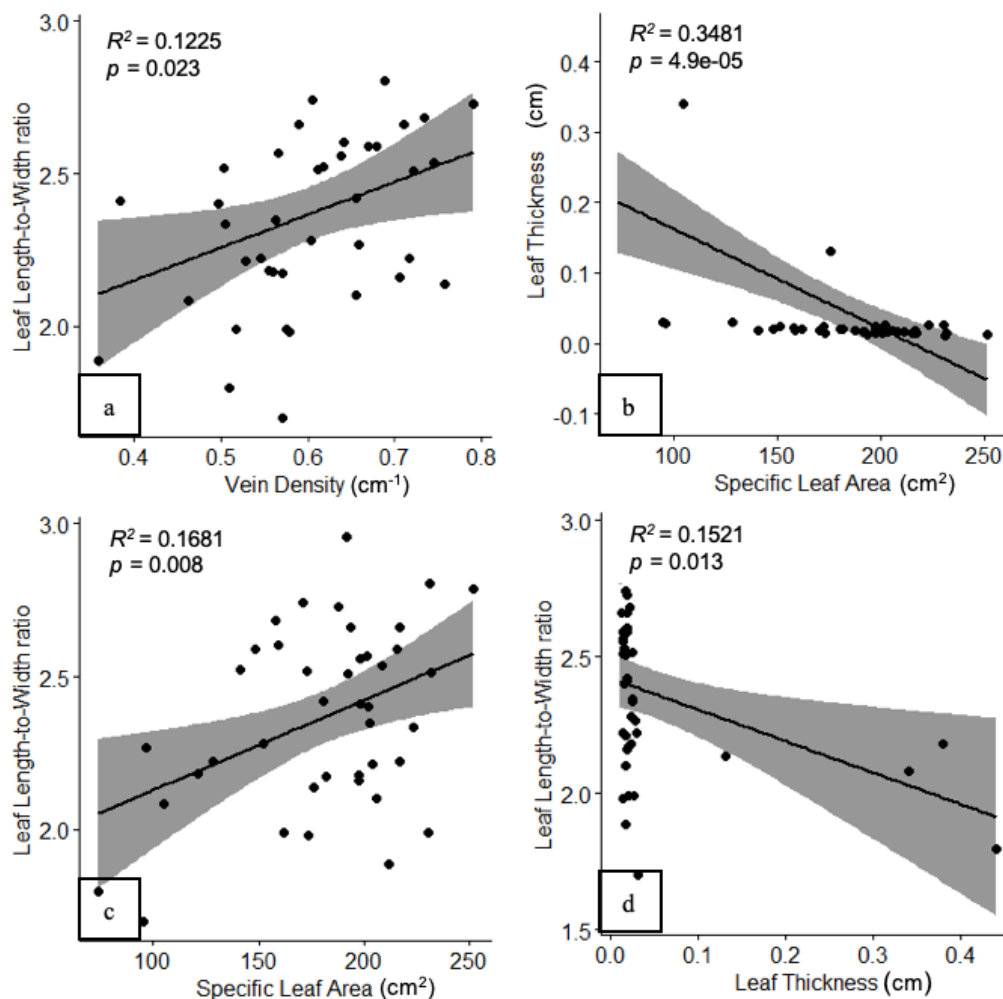 R² = 0.1225
p = 0.023
Leaf Length-to-Width ratio
3.0
2.5
2.0
a
0.4
0.5
0.6
0.7
0.8
Vein Density (cm⁻¹)
R² = 0.3481
p = 4.9e-05
Leaf Thickness (cm)
0.4
0.3
0.2
0.1
0.0
-0.1
b
100
150
200
250
Specific Leaf Area (cm²)
R² = 0.1681
p = 0.008
Leaf Length-to-Width ratio
3.0
2.5
2.0
c
100
150
200
250
Specific Leaf Area (cm²)
R² = 0.1521
p = 0.013
Leaf Length-to-Width ratio
3.0
2.5
2.0
1.5
d
0.0
0.1
0.2
0.3
0.4
Leaf Thickness (cm)